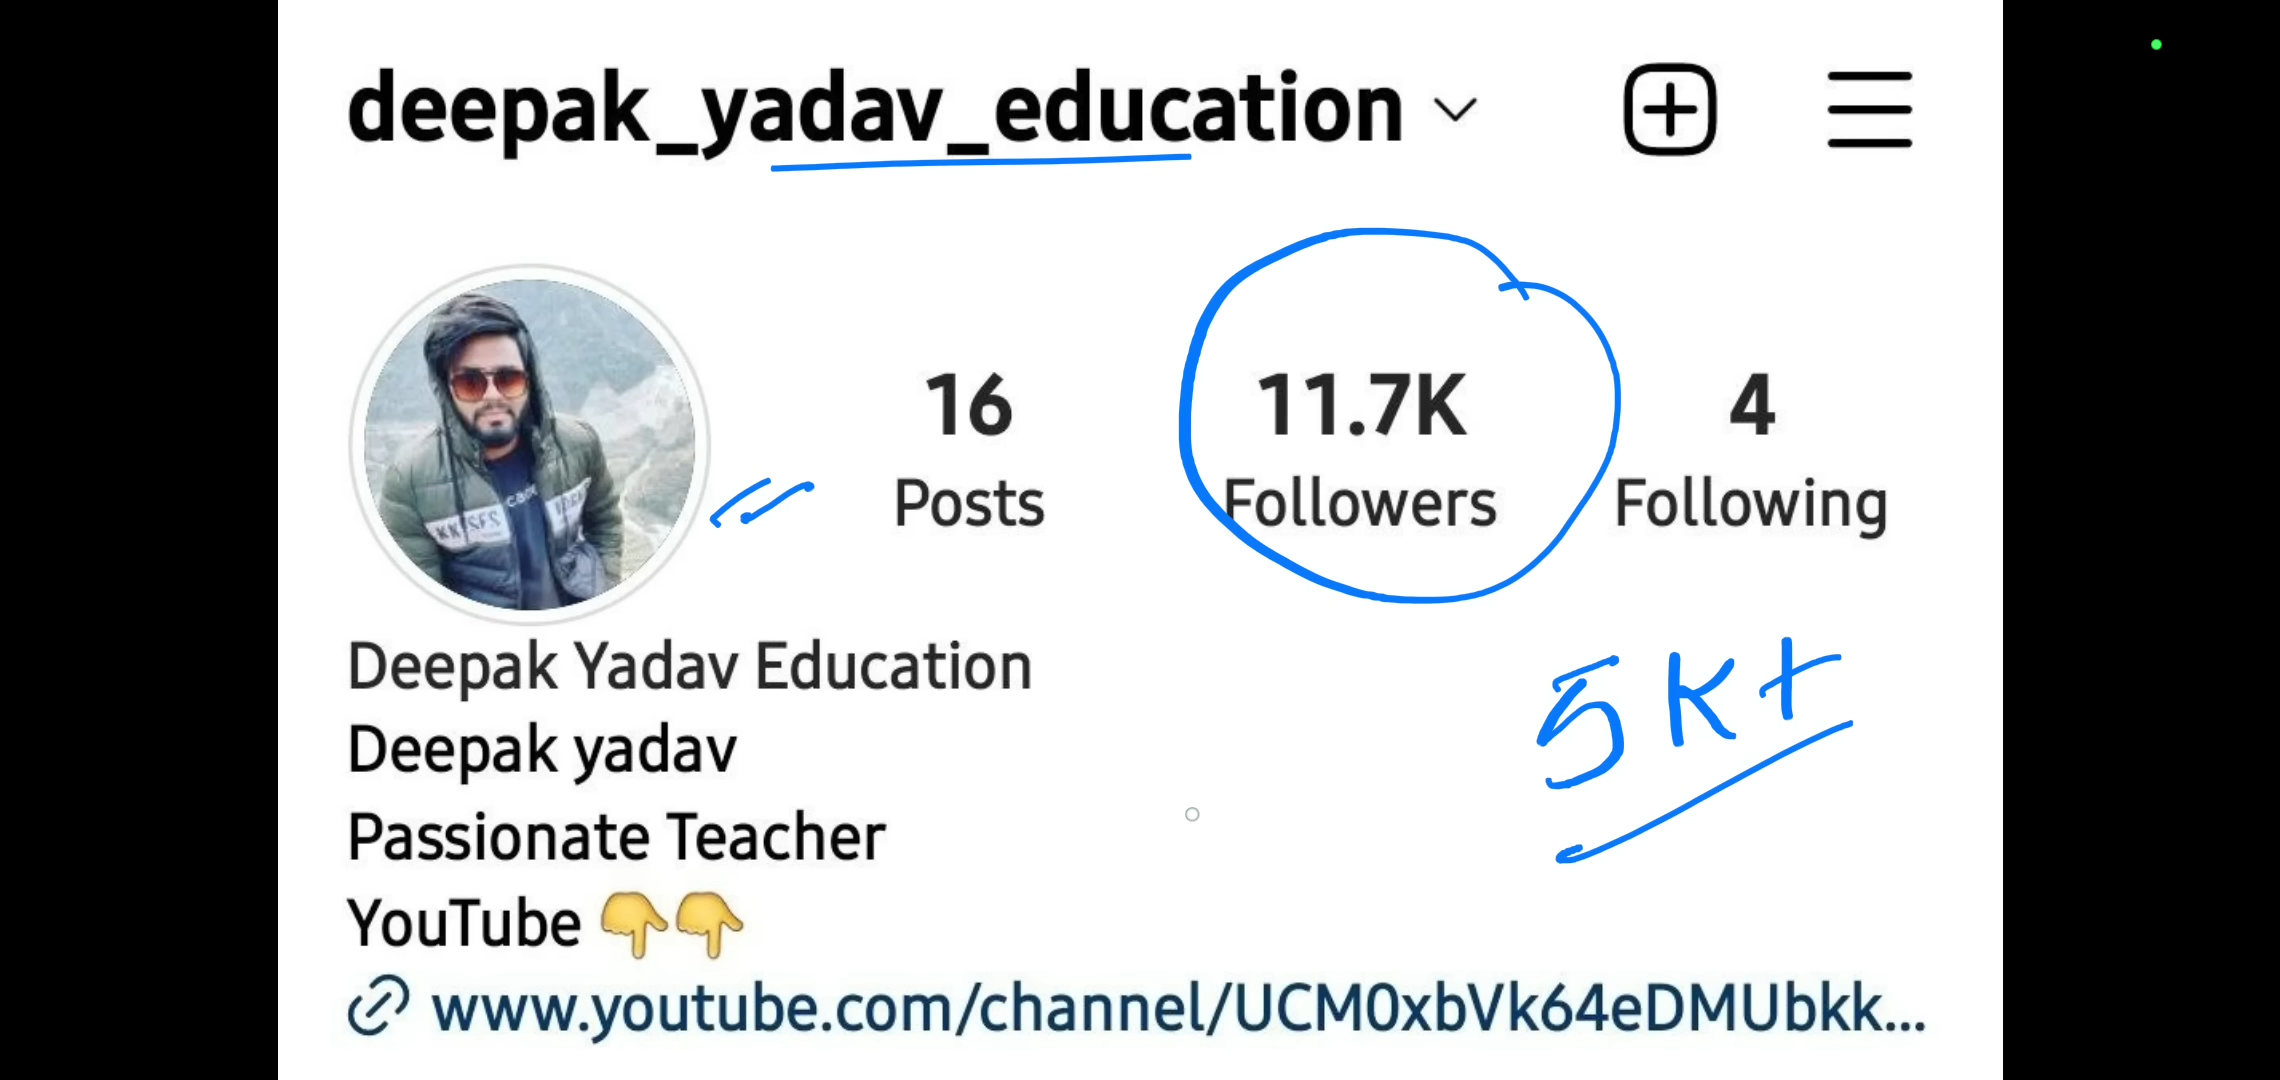 deepak_yadav_education
16 11.7K 4
Posts Followers Following
5K+
Deepak Yadav Education
Deepak yadav
Passionate Teacher
YouTube 👇👇
www.youtube.com/channel/UCM0xbVk64eDMUbkk...